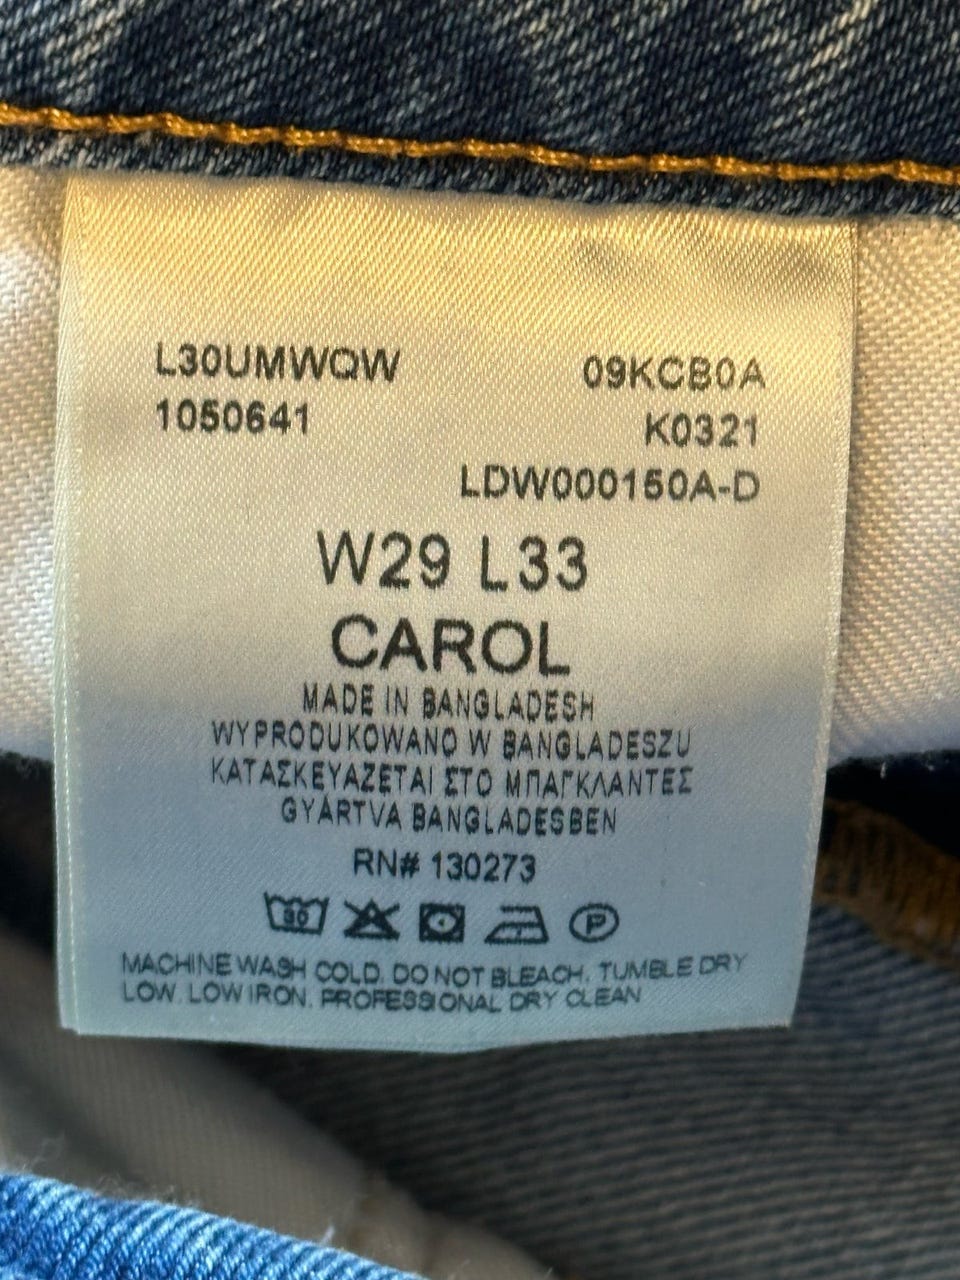 L30UMWQW 09KCB0A
1050641 K0321
LDW000150A-D
W29 L33
CAROL
MADE IN BANGLADESH
WYPRODUKOWANO W BANGLADESZU
ΚΑΤΑΣΚΕΥΑΖΕΤΑΙ ΣΤΟ ΜΠΑΓΚΛΑΝΤΕΣ
GYÁRTVA BANGLADESBEN
RN# 130273
30 P
MACHINE WASH COLD. DO NOT BLEACH. TUMBLE DRY
LOW. LOW IRON. PROFESSIONAL DRY CLEAN